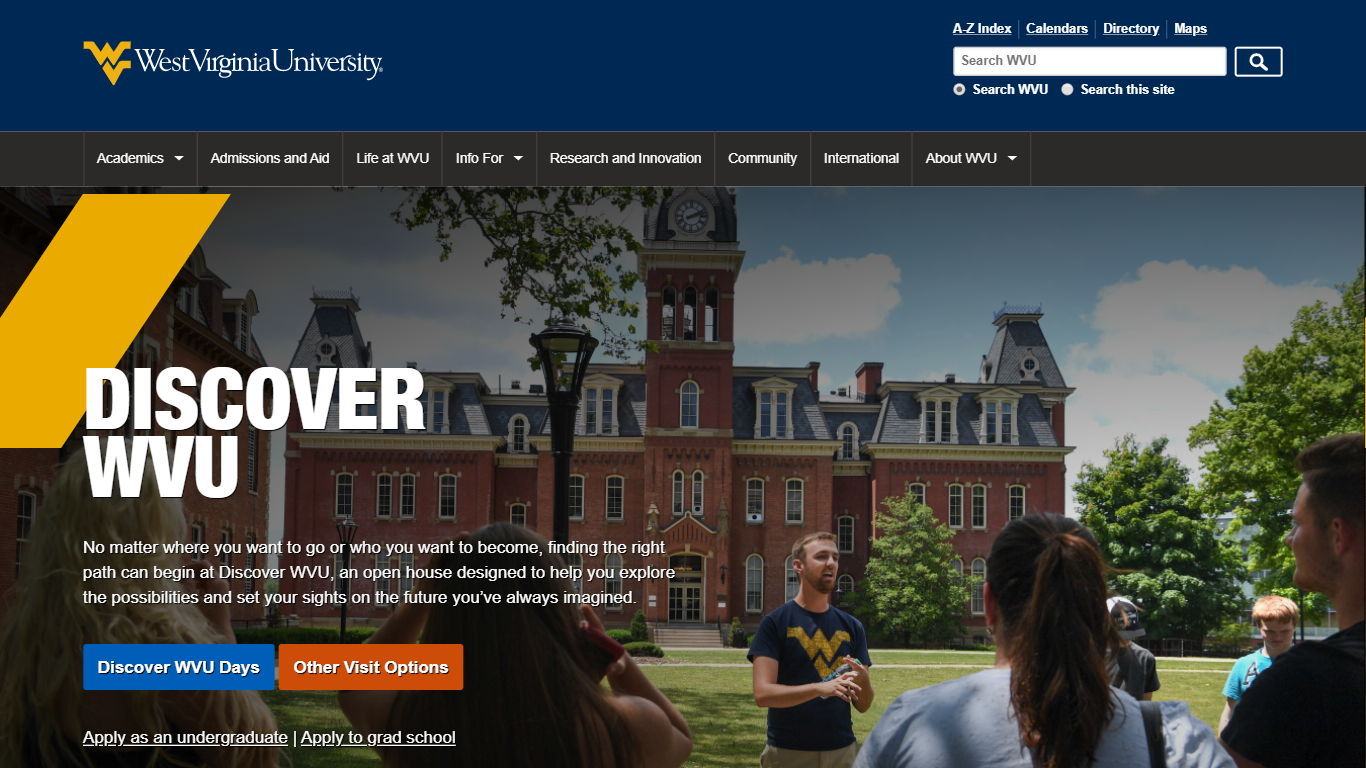 West Virginia University®
A-Z Index
Calendars
Directory
Maps
Search WVU
Search WVU
Search this site
Academics
Admissions and Aid
Life at WVU
Info For
Research and Innovation
Community
International
About WVU
DISCOVER
WVU
No matter where you want to go or who you want to become, finding the right
path can begin at Discover WVU, an open house designed to help you explore
the possibilities and set your sights on the future you’ve always imagined.
Discover WVU Days
Other Visit Options
Apply as an undergraduate | Apply to grad school